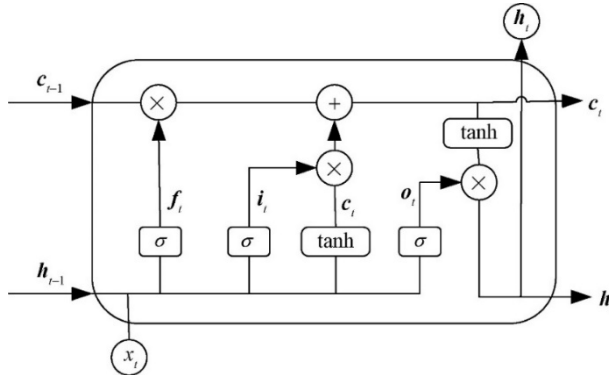 h_t
c_{t-1}
×
+
c_t
tanh
×
×
f_t
i_t
c_t
o_t
σ
σ
tanh
σ
h_{t-1}
h
x_t